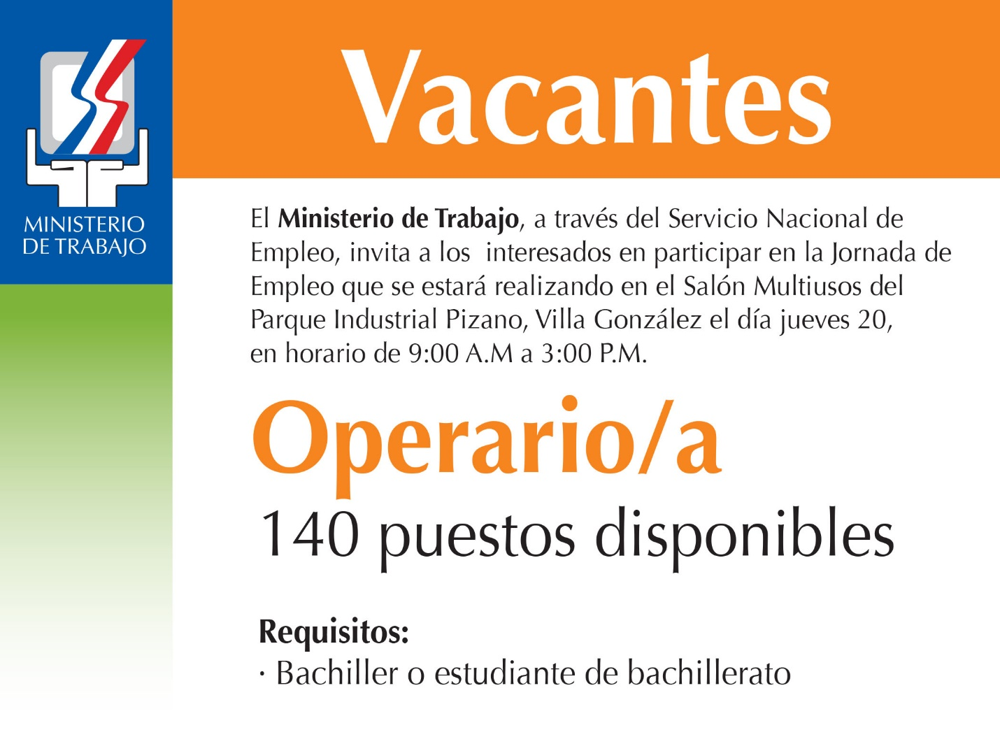 MINISTERIO
DE TRABAJO
Vacantes
El Ministerio de Trabajo, a través del Servicio Nacional de
Empleo, invita a los interesados en participar en la Jornada de
Empleo que se estará realizando en el Salón Multiusos del
Parque Industrial Pizano, Villa González el día jueves 20,
en horario de 9:00 A.M a 3:00 P.M.
Operario/a
140 puestos disponibles
Requisitos:
· Bachiller o estudiante de bachillerato